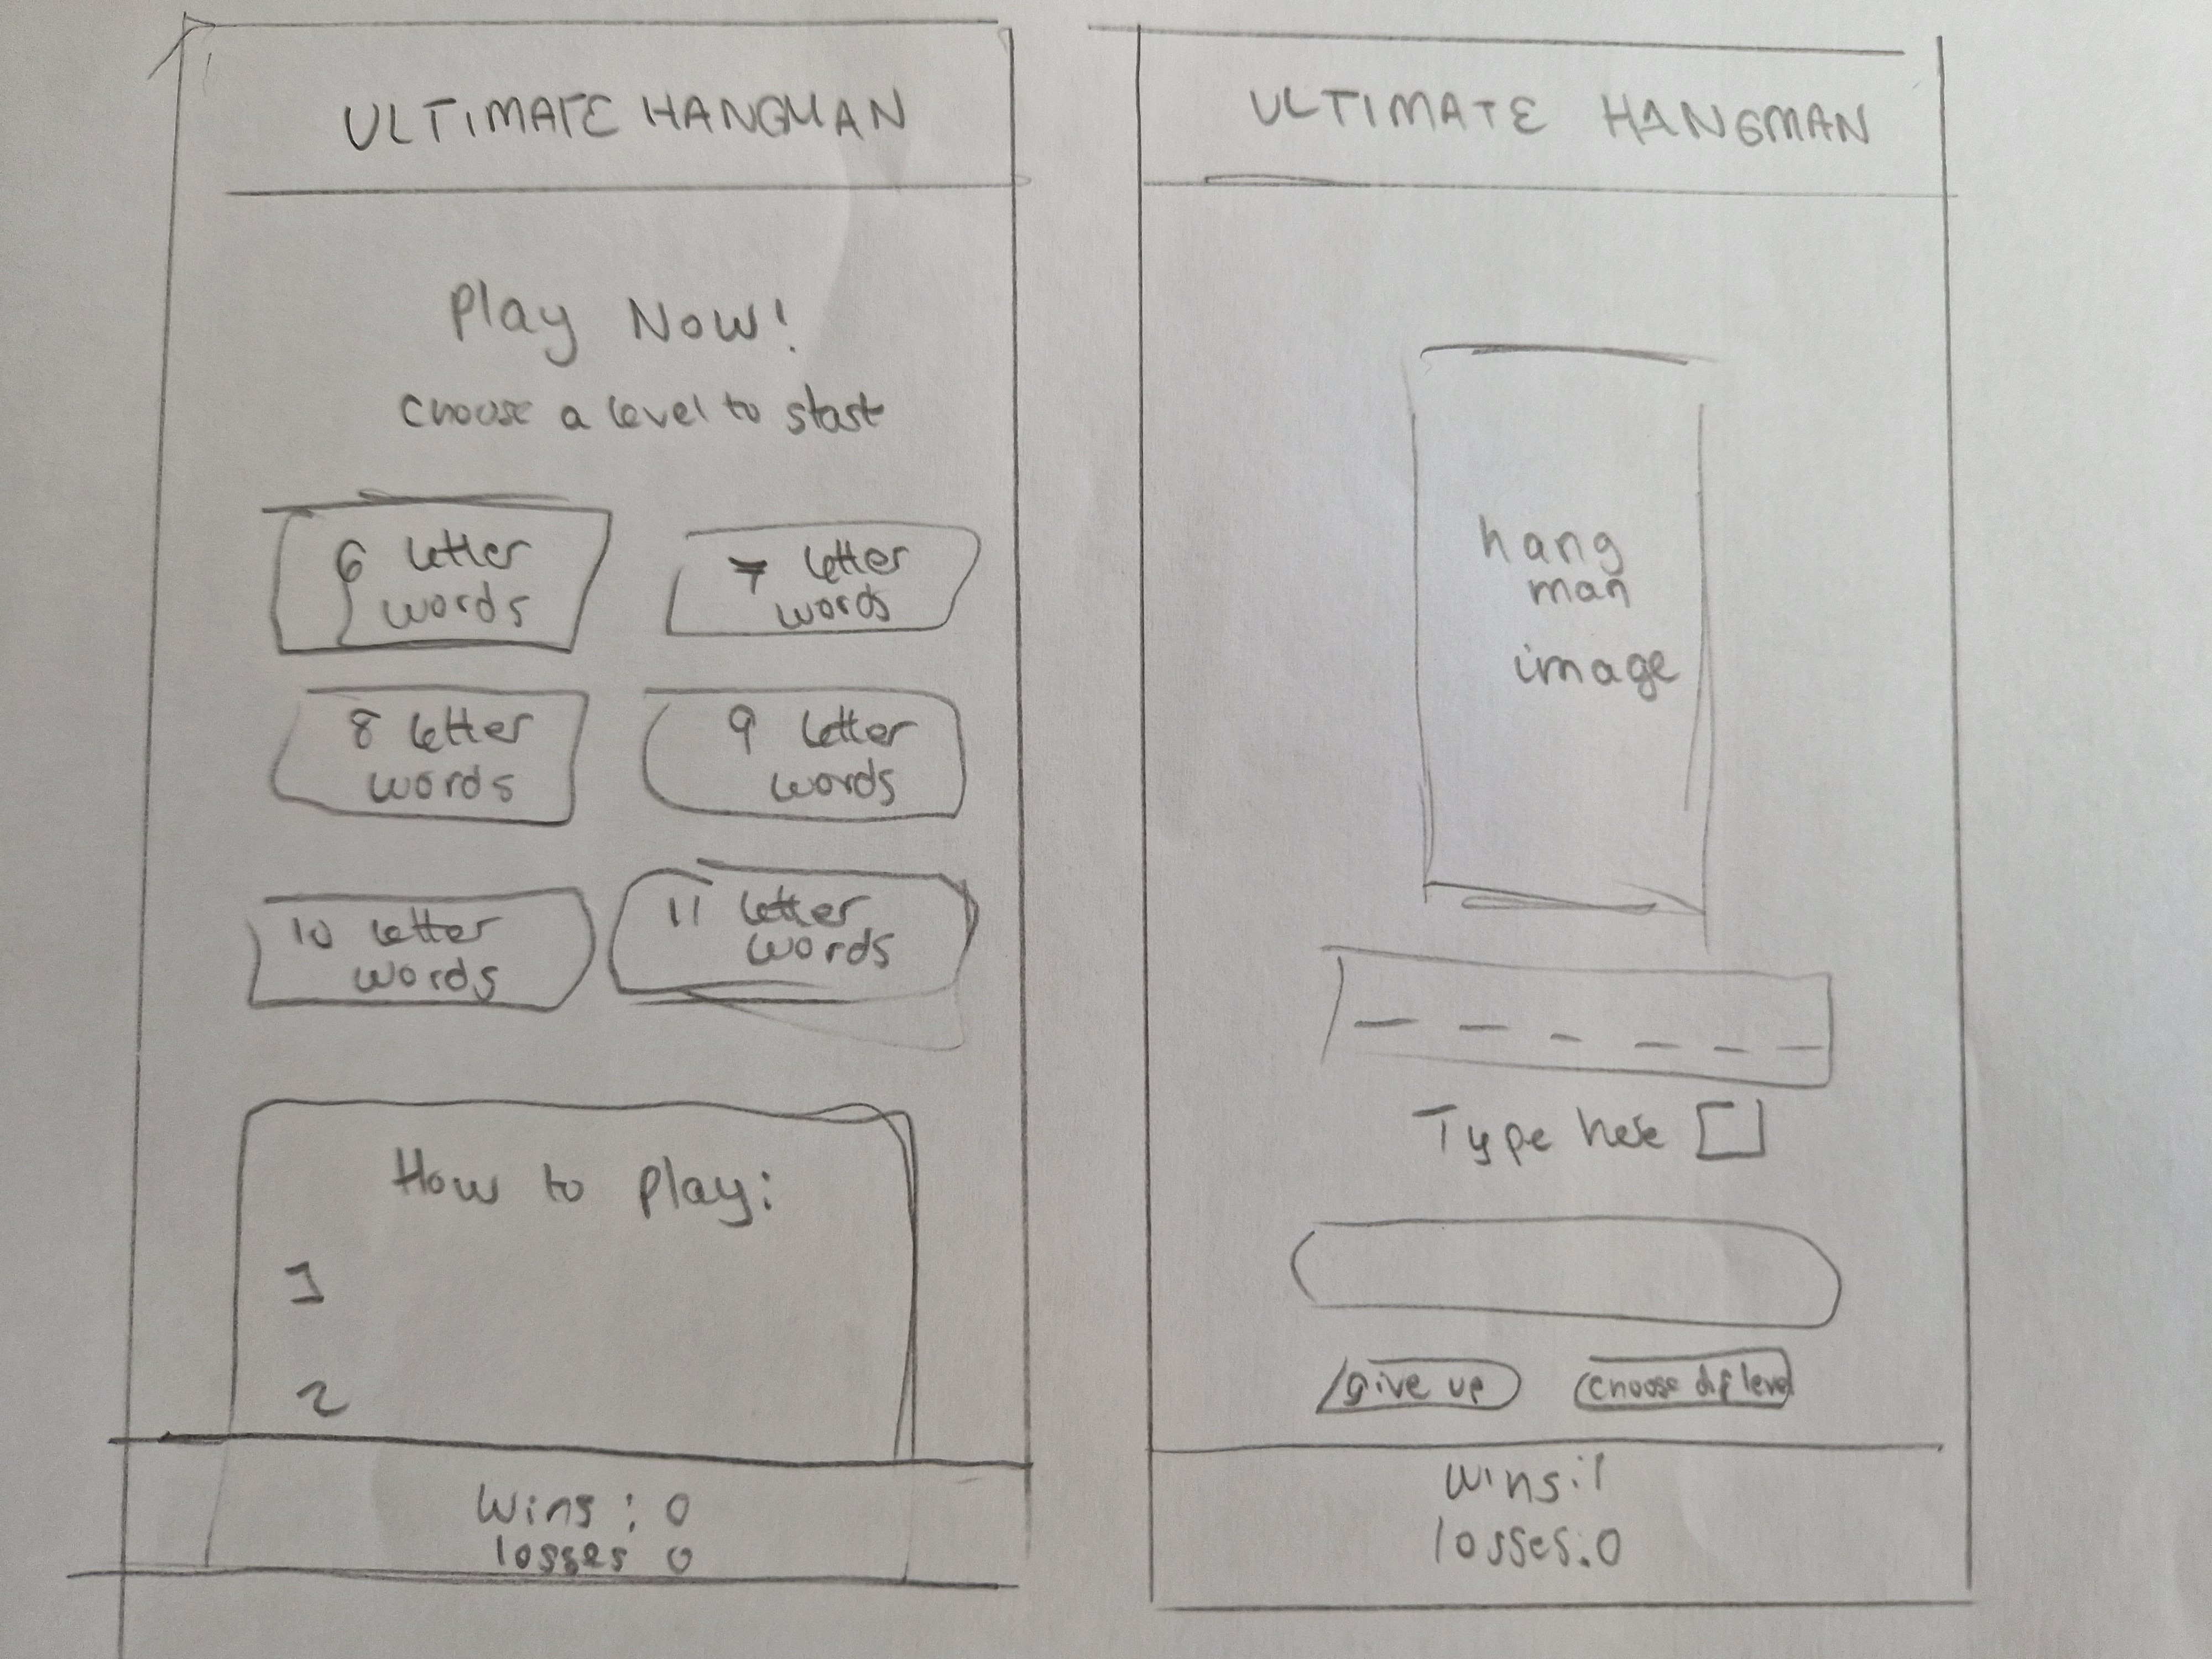 ULTIMATE HANGMAN
Play Now!
choose a level to start
6 letter
words
7 letter
words
8 letter
words
9 letter
words
10 letter
words
11 letter
words
How to play:
1
2
Wins: 0
losses 0
ULTIMATE HANGMAN
hang
man
image
Type here
give up
choose dif level
wins:1
losses:0